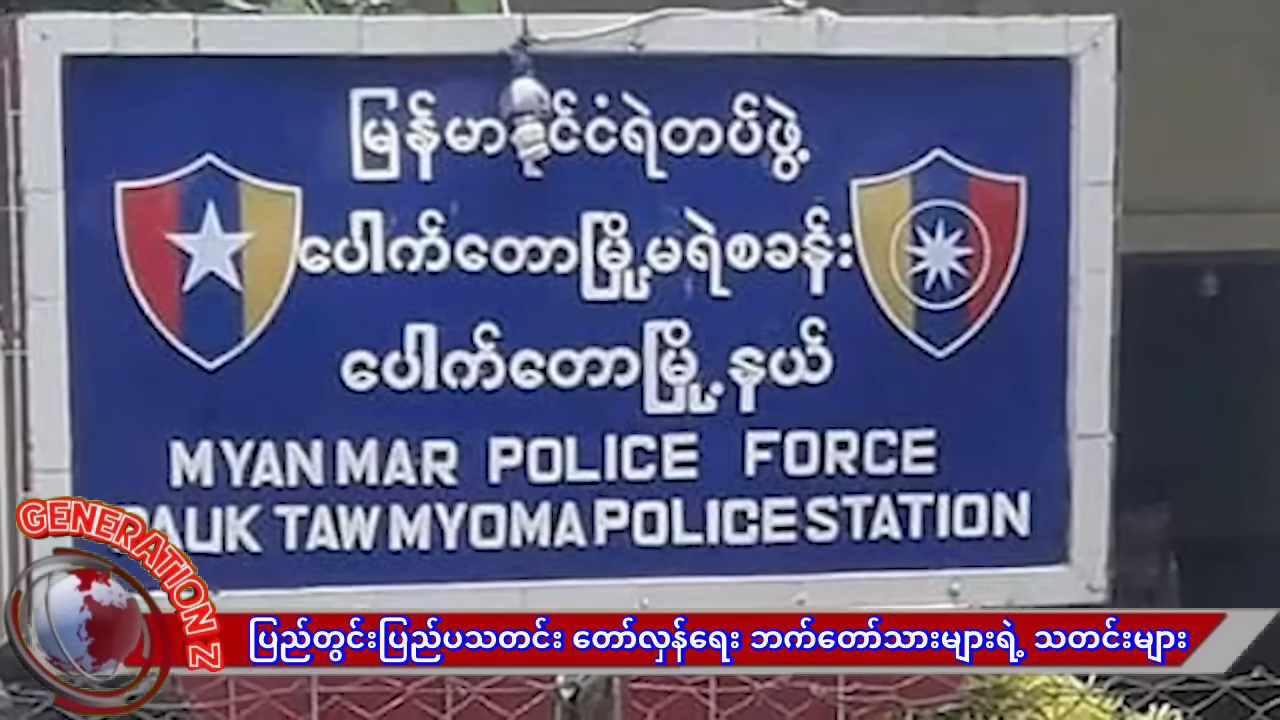 မြန်မာနိုင်ငံရဲတပ်ဖွဲ့
ပေါက်တောမြို့မရဲစခန်း
ပေါက်တောမြို့နယ်
MYANMAR POLICE FORCE
PAUK TAW MYOMA POLICE STATION
GENERATION Z
ပြည်တွင်းပြည်ပသတင်း တော်လှန်ရေး ဘက်တော်သားများရဲ့ သတင်းများ